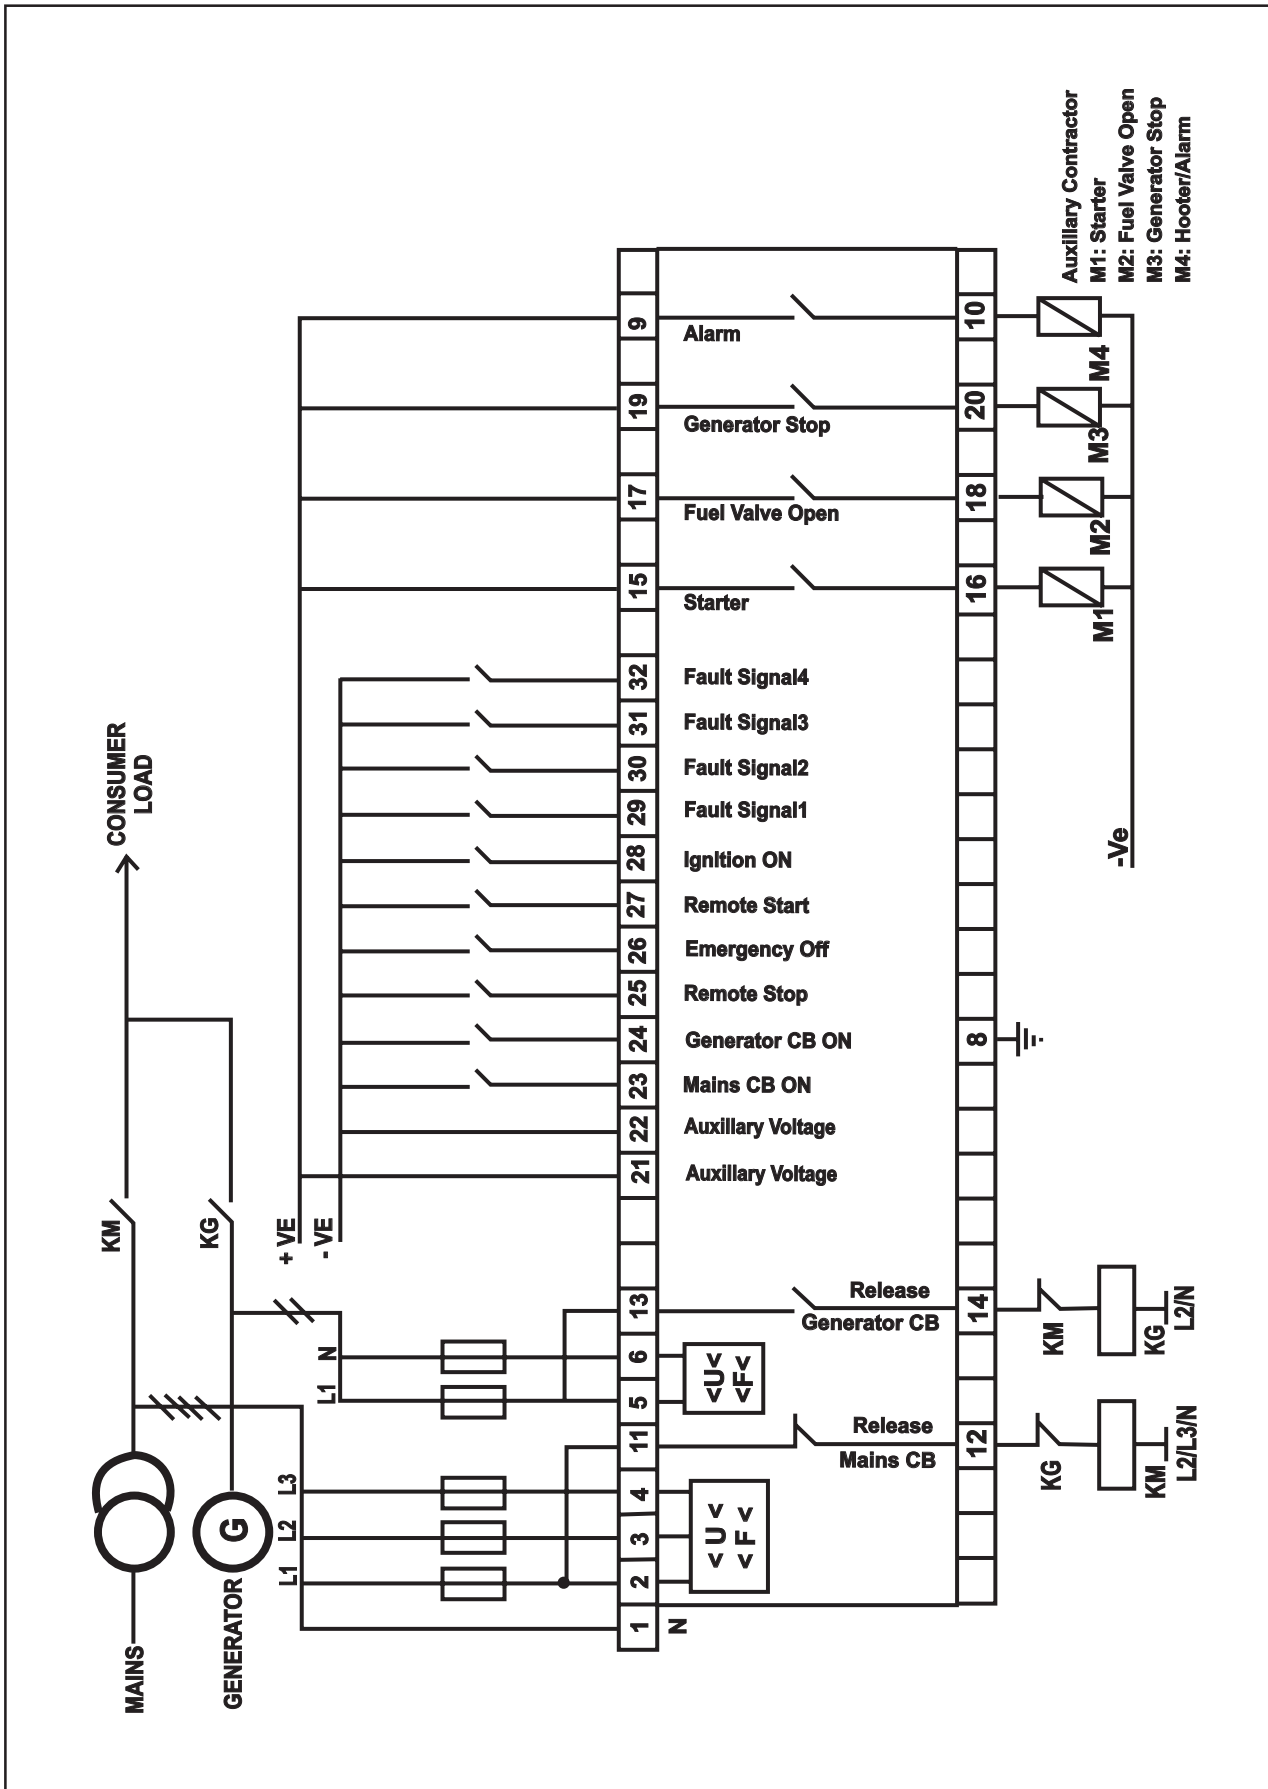 MAINS
GENERATOR
G
KM
KG
CONSUMER
LOAD
+ VE
- VE
L1
L2
L3
L1
N
1
2
3
4
11
5
6
13
21
22
23
24
25
26
27
28
29
30
31
32
15
17
19
9
N
< U <
< F <
<U<
<F<
Release
Mains CB
Release
Generator CB
Auxillary Voltage
Auxillary Voltage
Mains CB ON
Generator CB ON
Remote Stop
Emergency Off
Remote Start
Ignition ON
Fault Signal1
Fault Signal2
Fault Signal3
Fault Signal4
Starter
Fuel Valve Open
Generator Stop
Alarm
12
14
8
16
18
20
10
KG
KM
L2/L3/N
KM
KG
L2/N
-Ve
M1
M2
M3
M4
Auxillary Contractor
M1: Starter
M2: Fuel Valve Open
M3: Generator Stop
M4: Hooter/Alarm